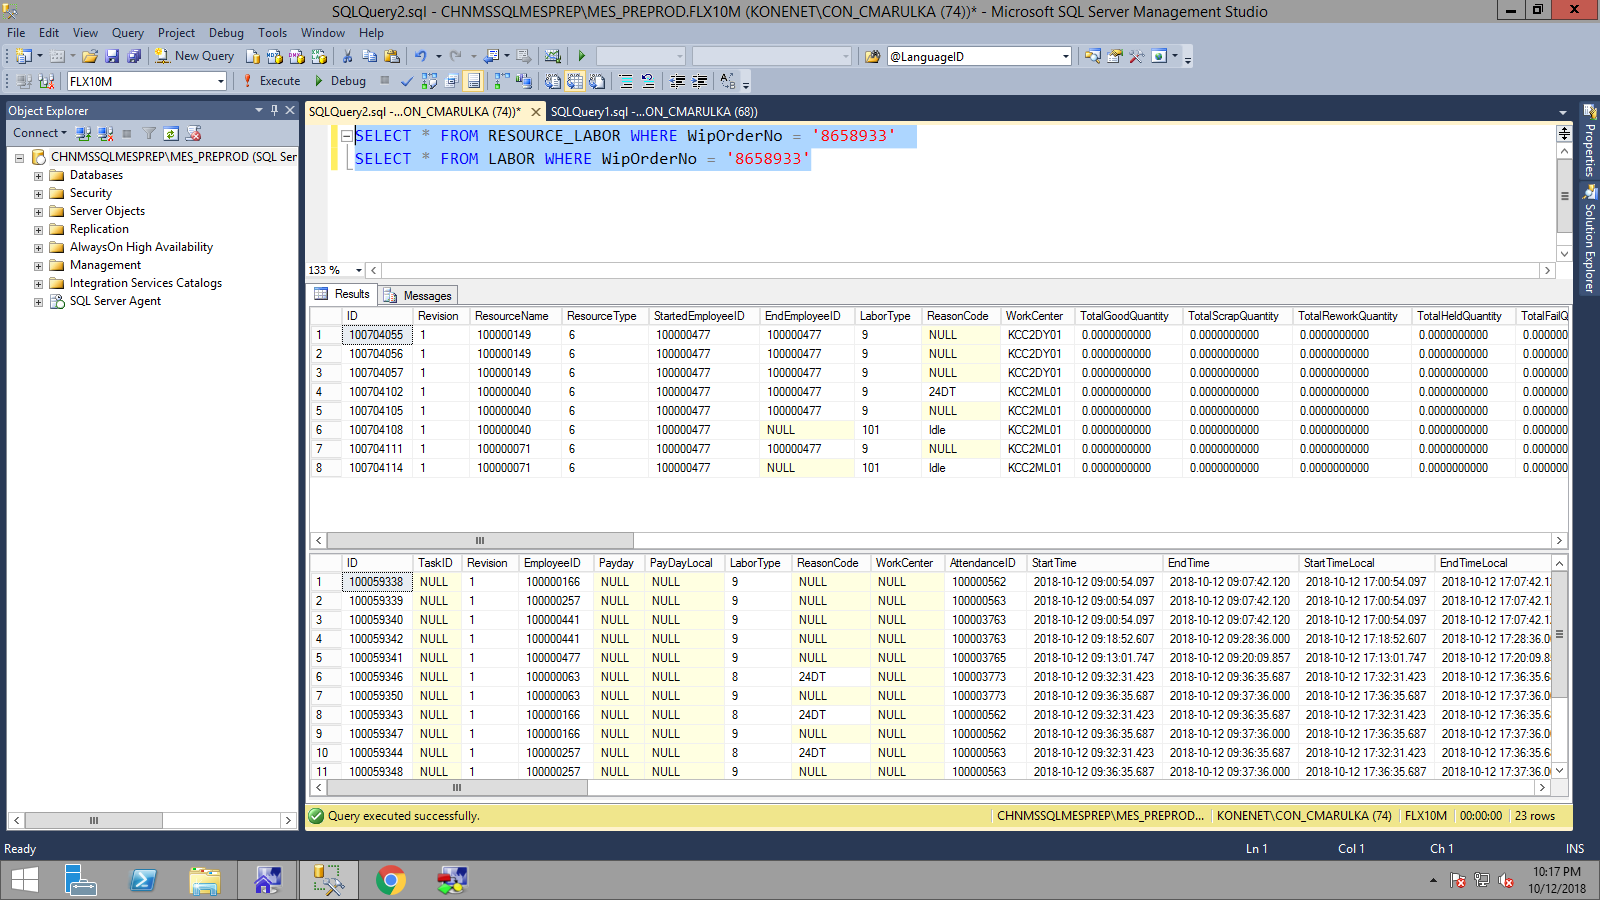 SQLQuery2.sql - CHNMSSQLMESPREP\MES_PREPROD.FLX10M (KONENET\CON_CMARULKA (74))* - Microsoft SQL Server Management Studio
File Edit View Query Project Debug Tools Window Help
New Query @LanguageID
FLX10M Execute Debug
Object Explorer
Connect
CHNMSSQLMESPREP\MES_PREPROD (SQL Ser
Databases
Security
Server Objects
Replication
AlwaysOn High Availability
Management
Integration Services Catalogs
SQL Server Agent
SQLQuery2.sql -...ON_CMARULKA (74))* SQLQuery1.sql -...ON_CMARULKA (68))
SELECT * FROM RESOURCE_LABOR WHERE WipOrderNo = '8658933'
SELECT * FROM LABOR WHERE WipOrderNo = '8658933'
133 %
Results Messages
ID Revision ResourceName ResourceType StartedEmployeeID EndEmployeeID LaborType ReasonCode WorkCenter TotalGoodQuantity TotalScrapQuantity TotalReworkQuantity TotalHeldQuantity TotalFailQ
1 100704055 1 100000149 6 100000477 100000477 9 NULL KCC2DY01 0.0000000000 0.0000000000 0.0000000000 0.0000000000 0.000000
2 100704056 1 100000149 6 100000477 100000477 9 NULL KCC2DY01 0.0000000000 0.0000000000 0.0000000000 0.0000000000 0.000000
3 100704057 1 100000149 6 100000477 100000477 9 NULL KCC2DY01 0.0000000000 0.0000000000 0.0000000000 0.0000000000 0.000000
4 100704102 1 100000040 6 100000477 100000477 9 24DT KCC2ML01 0.0000000000 0.0000000000 0.0000000000 0.0000000000 0.000000
5 100704105 1 100000040 6 100000477 100000477 9 NULL KCC2ML01 0.0000000000 0.0000000000 0.0000000000 0.0000000000 0.000000
6 100704108 1 100000040 6 100000477 NULL 101 Idle KCC2ML01 0.0000000000 0.0000000000 0.0000000000 0.0000000000 0.000000
7 100704111 1 100000071 6 100000477 100000477 9 NULL KCC2ML01 0.0000000000 0.0000000000 0.0000000000 0.0000000000 0.000000
8 100704114 1 100000071 6 100000477 NULL 101 Idle KCC2ML01 0.0000000000 0.0000000000 0.0000000000 0.0000000000 0.000000
ID TaskID Revision EmployeeID Payday PayDayLocal LaborType ReasonCode WorkCenter AttendanceID StartTime EndTime StartTimeLocal EndTimeLocal
1 100059338 NULL 1 100000166 NULL NULL 9 NULL NULL 100000562 2018-10-12 09:00:54.097 2018-10-12 09:07:42.120 2018-10-12 17:00:54.097 2018-10-12 17:07:42.1
2 100059339 NULL 1 100000257 NULL NULL 9 NULL NULL 100000563 2018-10-12 09:00:54.097 2018-10-12 09:07:42.120 2018-10-12 17:00:54.097 2018-10-12 17:07:42.1
3 100059340 NULL 1 100000441 NULL NULL 9 NULL NULL 100003763 2018-10-12 09:00:54.097 2018-10-12 09:07:42.120 2018-10-12 17:00:54.097 2018-10-12 17:07:42.1
4 100059342 NULL 1 100000441 NULL NULL 9 NULL NULL 100003763 2018-10-12 09:18:52.607 2018-10-12 09:28:36.000 2018-10-12 17:18:52.607 2018-10-12 17:28:36.0
5 100059341 NULL 1 100000477 NULL NULL 9 NULL NULL 100003765 2018-10-12 09:13:01.747 2018-10-12 09:20:09.857 2018-10-12 17:13:01.747 2018-10-12 17:20:09.8
6 100059346 NULL 1 100000063 NULL NULL 8 24DT NULL 100003773 2018-10-12 09:32:31.423 2018-10-12 09:36:35.687 2018-10-12 17:32:31.423 2018-10-12 17:36:35.6
7 100059350 NULL 1 100000063 NULL NULL 9 NULL NULL 100003773 2018-10-12 09:36:35.687 2018-10-12 09:37:36.000 2018-10-12 17:36:35.687 2018-10-12 17:37:36.0
8 100059343 NULL 1 100000166 NULL NULL 8 24DT NULL 100000562 2018-10-12 09:32:31.423 2018-10-12 09:36:35.687 2018-10-12 17:32:31.423 2018-10-12 17:36:35.6
9 100059347 NULL 1 100000166 NULL NULL 9 NULL NULL 100000562 2018-10-12 09:36:35.687 2018-10-12 09:37:36.000 2018-10-12 17:36:35.687 2018-10-12 17:37:36.0
10 100059344 NULL 1 100000257 NULL NULL 8 24DT NULL 100000563 2018-10-12 09:32:31.423 2018-10-12 09:36:35.687 2018-10-12 17:32:31.423 2018-10-12 17:36:35.6
11 100059348 NULL 1 100000257 NULL NULL 9 NULL NULL 100000563 2018-10-12 09:36:35.687 2018-10-12 09:37:36.000 2018-10-12 17:36:35.687 2018-10-12 17:37:36.0
Query executed successfully. CHNMSSQLMESPREP\MES_PREPROD... KONENET\CON_CMARULKA (74) FLX10M 00:00:00 23 rows
Properties
Solution Explorer
Ready Ln 1 Col 1 Ch 1 INS
10:17 PM
10/12/2018